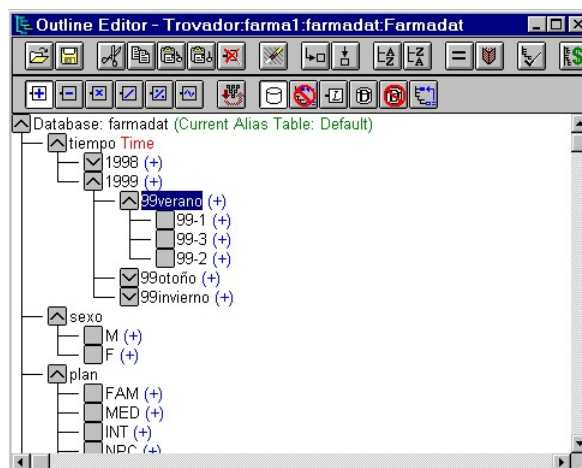 Outline Editor - Trovador:farma1:farmadat:Farmadat
Database: farmadat (Current Alias Table: Default)
tiempo Time
1998 (+)
1999 (+)
99verano (+)
99-1 (+)
99-3 (+)
99-2 (+)
99otoño (+)
99invierno (+)
sexo
M (+)
F (+)
plan
FAM (+)
MED (+)
INT (+)